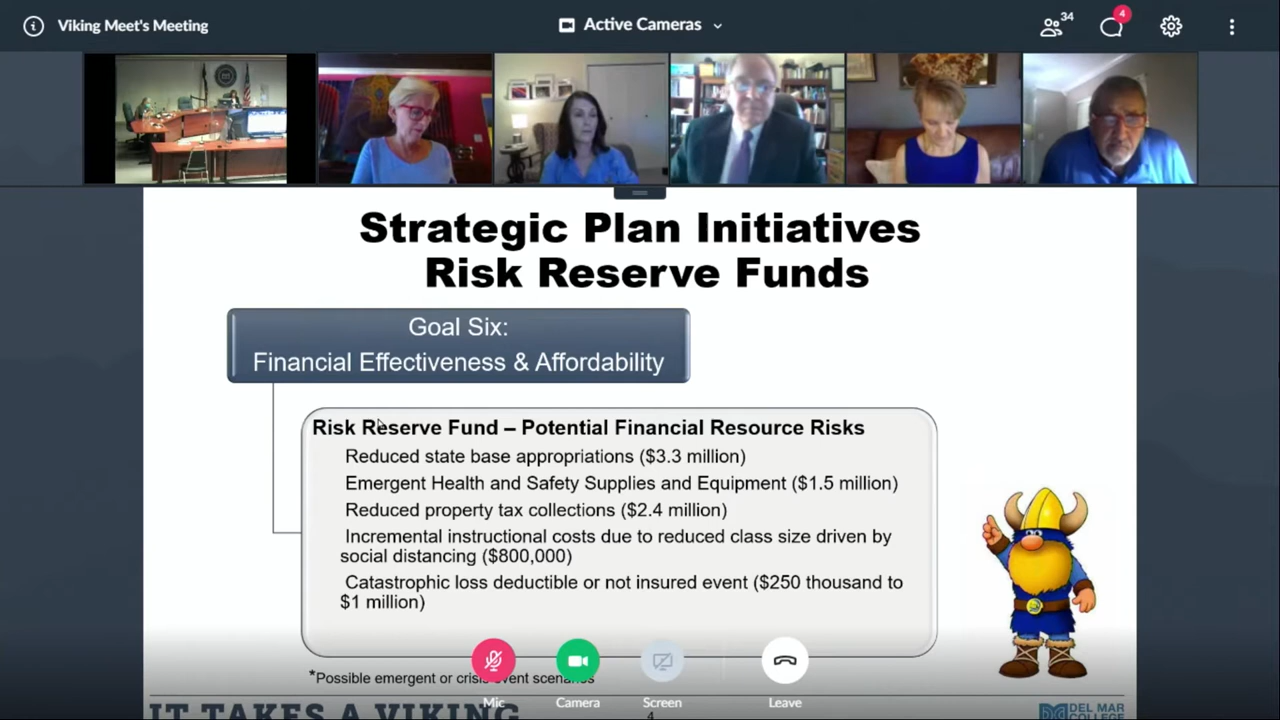 Viking Meet's Meeting
Active Cameras
34
4
Strategic Plan Initiatives
Risk Reserve Funds
Goal Six:
Financial Effectiveness & Affordability
Risk Reserve Fund – Potential Financial Resource Risks
Reduced state base appropriations ($3.3 million)
Emergent Health and Safety Supplies and Equipment ($1.5 million)
Reduced property tax collections ($2.4 million)
Incremental instructional costs due to reduced class size driven by
social distancing ($800,000)
Catastrophic loss deductible or not insured event ($250 thousand to
$1 million)
*Possible emergent or crisis event scenarios
Mic
Camera
Screen
Leave
IT TAKES A VIKING
4
DEL MAR
COLLEGE